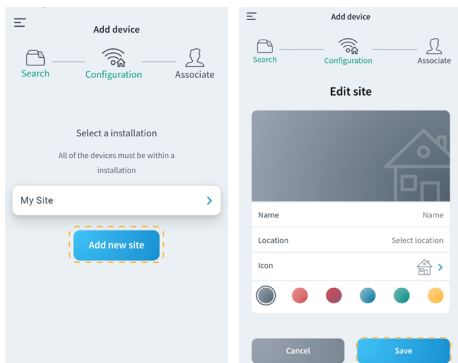 Add device
Search
Configuration
Associate
Select a installation
All of the devices must be within a
installation
My Site
Add new site
Add device
Search
Configuration
Associate
Edit site
Name
Name
Location
Select location
Icon
Cancel
Save